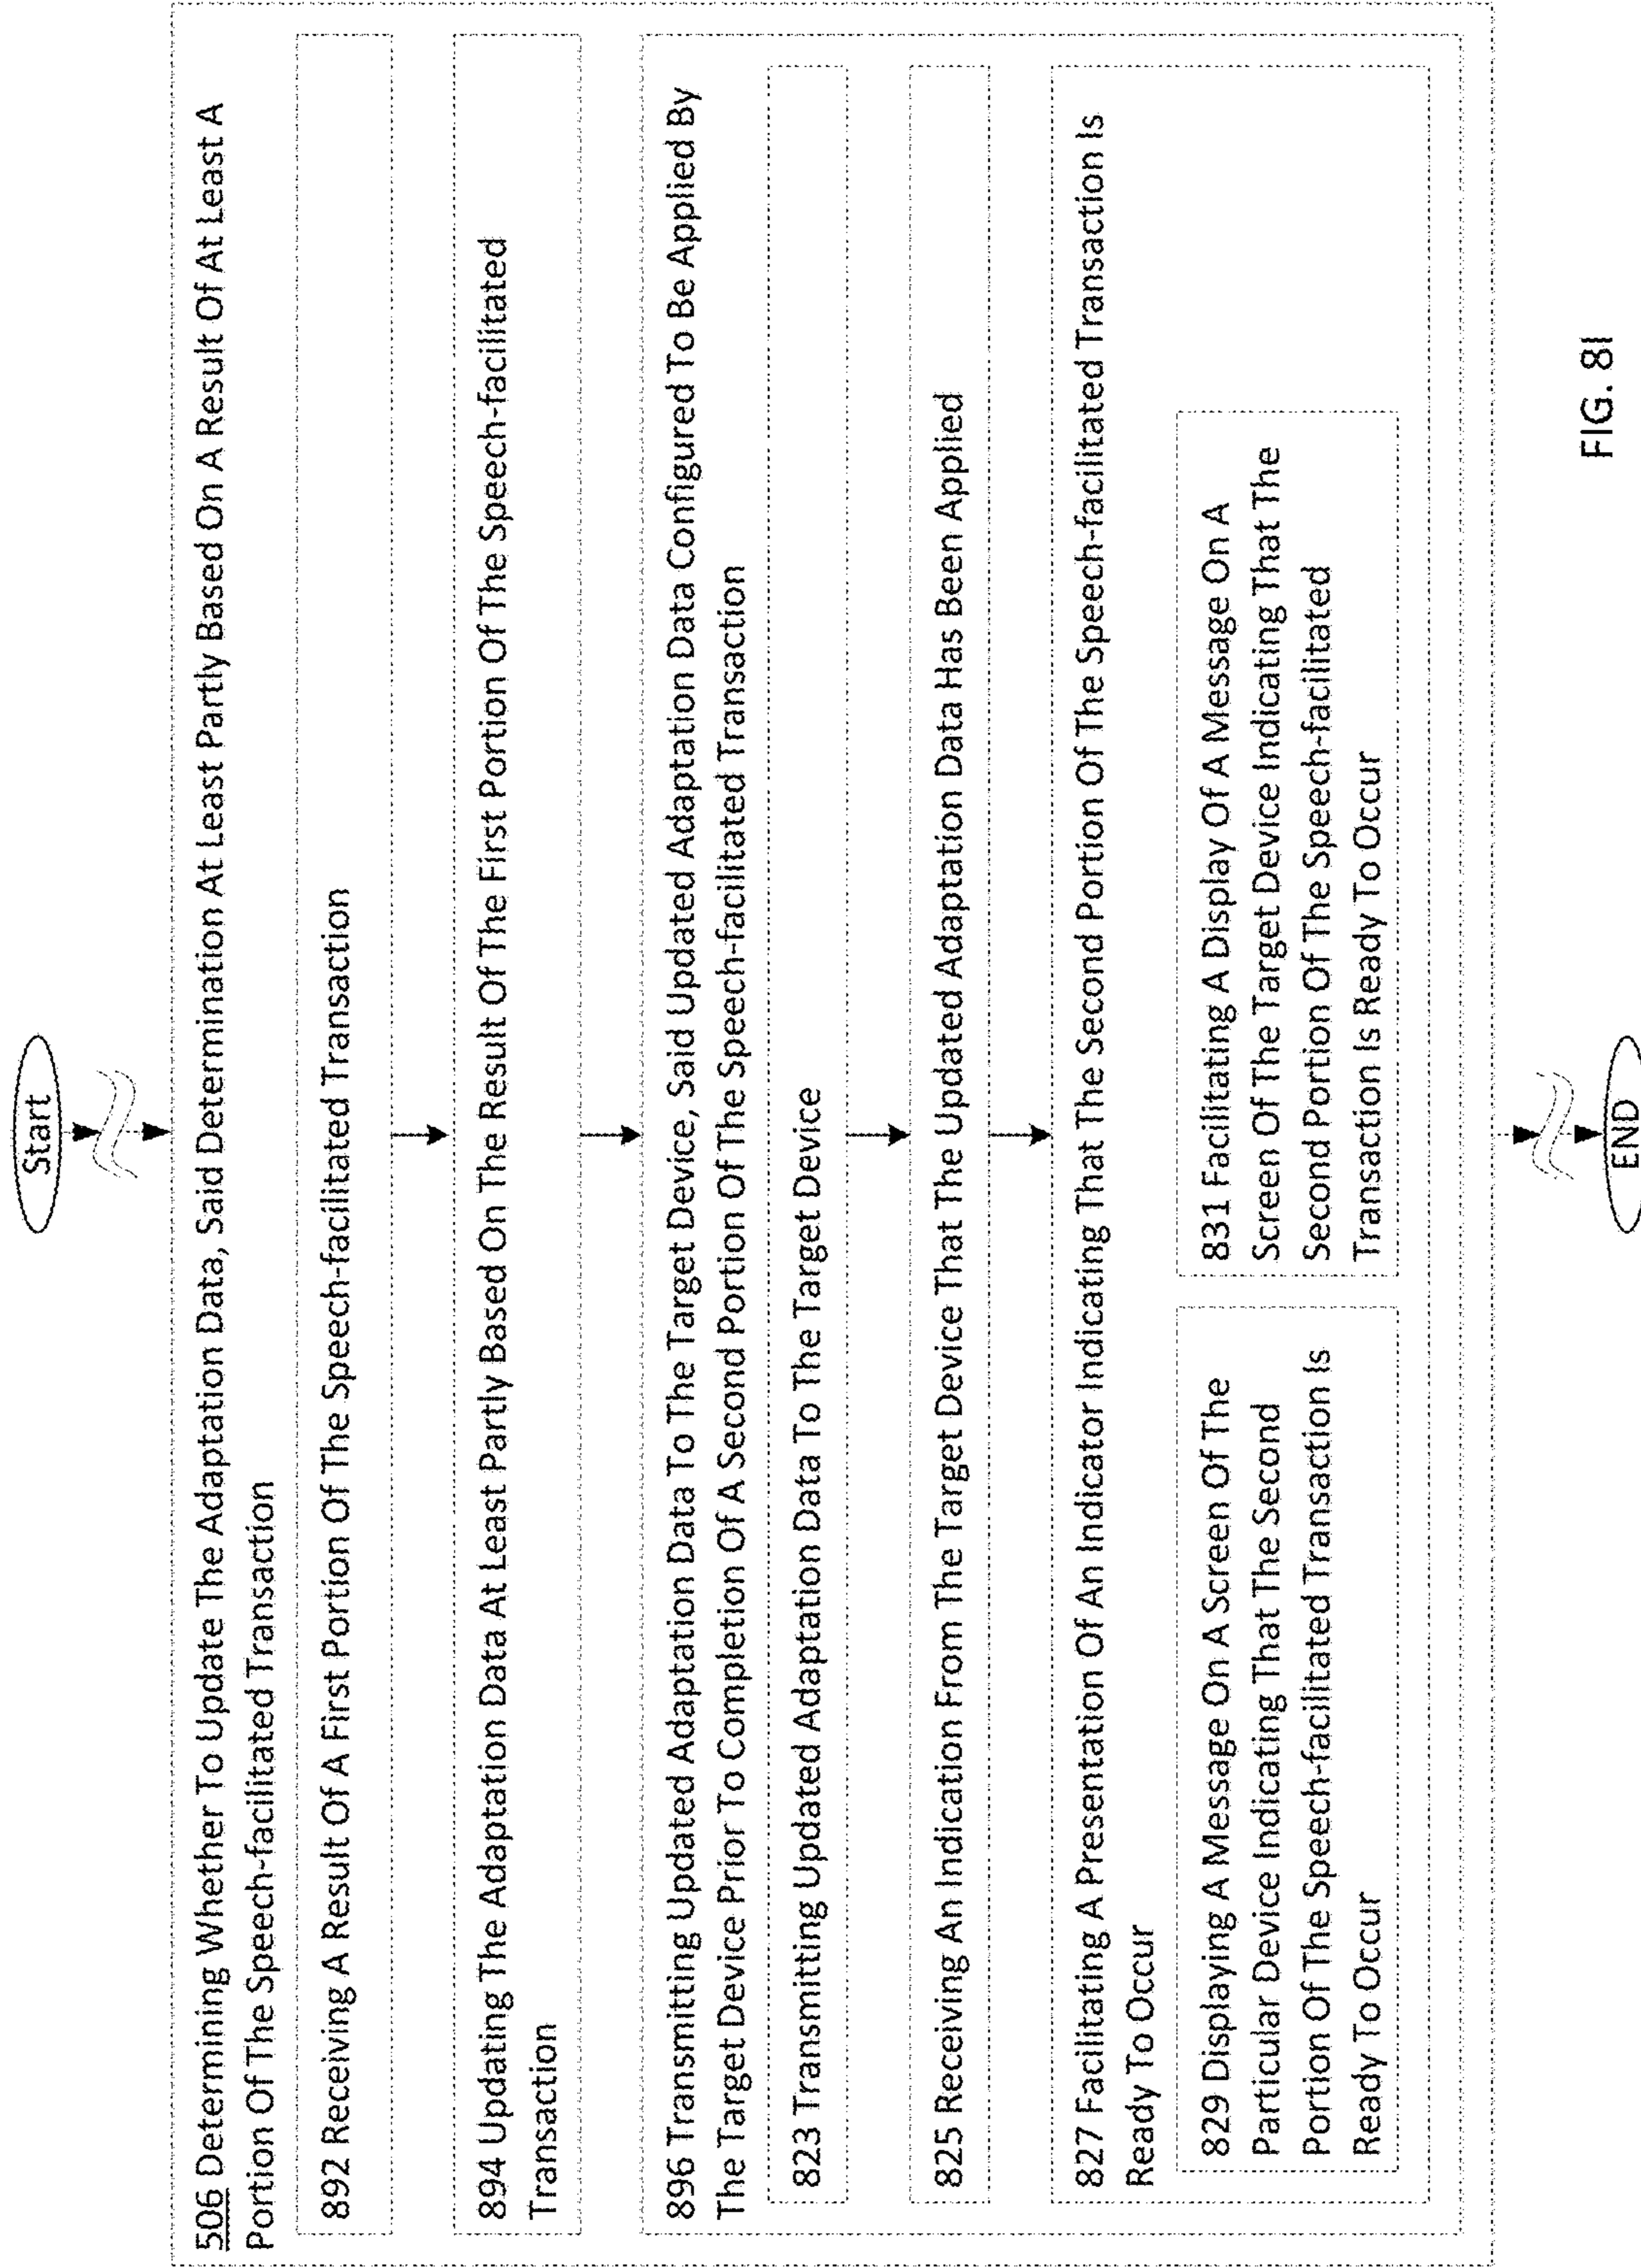 Start
506 Determining Whether To Update The Adaptation Data, Said Determination At Least Partly Based On A Result Of At Least A
Portion Of The Speech-facilitated Transaction
892 Receiving A Result Of A First Portion Of The Speech-facilitated Transaction
894 Updating The Adaptation Data At Least Partly Based On The Result Of The First Portion Of The Speech-facilitated
Transaction
896 Transmitting Updated Adaptation Data To The Target Device, Said Updated Adaptation Data Configured To Be Applied By
The Target Device Prior To Completion Of A Second Portion Of The Speech-facilitated Transaction
823 Transmitting Updated Adaptation Data To The Target Device
825 Receiving An Indication From The Target Device That The Updated Adaptation Data Has Been Applied
827 Facilitating A Presentation Of An Indicator Indicating That The Second Portion Of The Speech-facilitated Transaction Is
Ready To Occur
829 Displaying A Message On A Screen Of The
Particular Device Indicating That The Second
Portion Of The Speech-facilitated Transaction Is
Ready To Occur
831 Facilitating A Display Of A Message On A
Screen Of The Target Device Indicating That The
Second Portion Of The Speech-facilitated
Transaction Is Ready To Occur
END
FIG. 8I